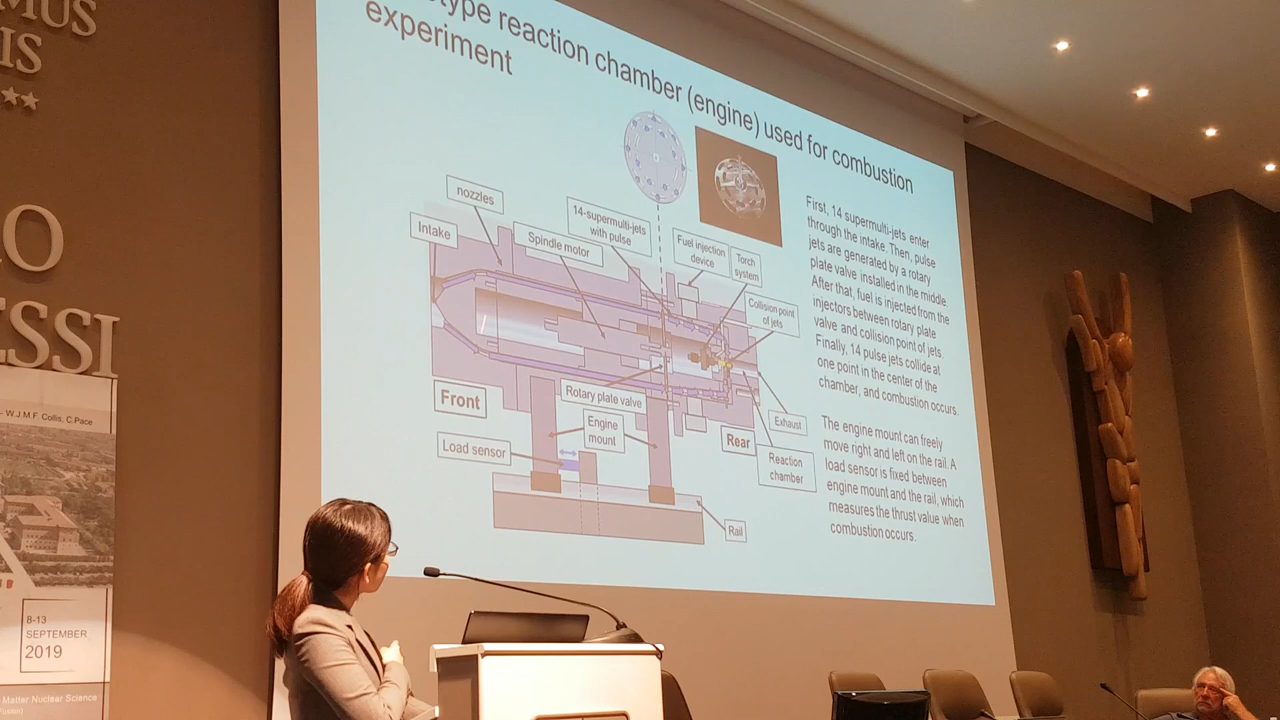 MUS
IS
O
ESSI
- W.J.M.F. Collis, C.Pace
8-13
SEPTEMBER
2019
Matter Nuclear Science
type reaction chamber (engine) used for combustion
experiment
nozzles
Intake
Spindle motor
14-supermulti-jets
with pulse
Fuel injection
device
Torch
system
Collision point
of jets
Front
Rotary plate valve
Load sensor
Engine
mount
Rear
Exhaust
Reaction
chamber
Rail
First, 14 supermulti-jets enter
through the intake. Then, pulse
jets are generated by a rotary
plate valve installed in the middle.
After that, fuel is injected from the
injectors between rotary plate
valve and collision point of jets.
Finally, 14 pulse jets collide at
one point in the center of the
chamber, and combustion occurs.
The engine mount can freely
move right and left on the rail. A
load sensor is fixed between
engine mount and the rail, which
measures the thrust value when
combustion occurs.